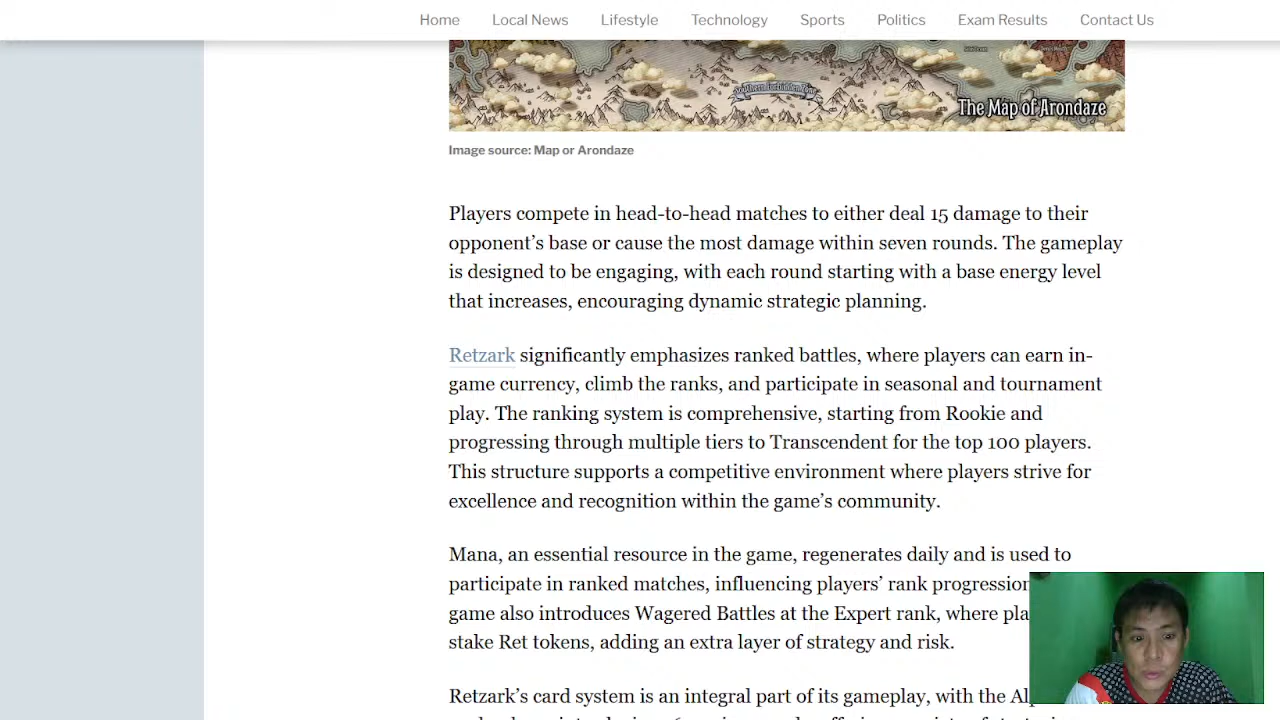 Home Local News Lifestyle Technology Sports Politics Exam Results Contact Us
The Map of Arondaze
Image source: Map or Arondaze
Players compete in head-to-head matches to either deal 15 damage to their
opponent’s base or cause the most damage within seven rounds. The gameplay
is designed to be engaging, with each round starting with a base energy level
that increases, encouraging dynamic strategic planning.
Retzark significantly emphasizes ranked battles, where players can earn in-
game currency, climb the ranks, and participate in seasonal and tournament
play. The ranking system is comprehensive, starting from Rookie and
progressing through multiple tiers to Transcendent for the top 100 players.
This structure supports a competitive environment where players strive for
excellence and recognition within the game’s community.
Mana, an essential resource in the game, regenerates daily and is used to
participate in ranked matches, influencing players’ rank progression
game also introduces Wagered Battles at the Expert rank, where
stake Ret tokens, adding an extra layer of strategy and risk.
Retzark’s card system is an integral part of its gameplay, with the